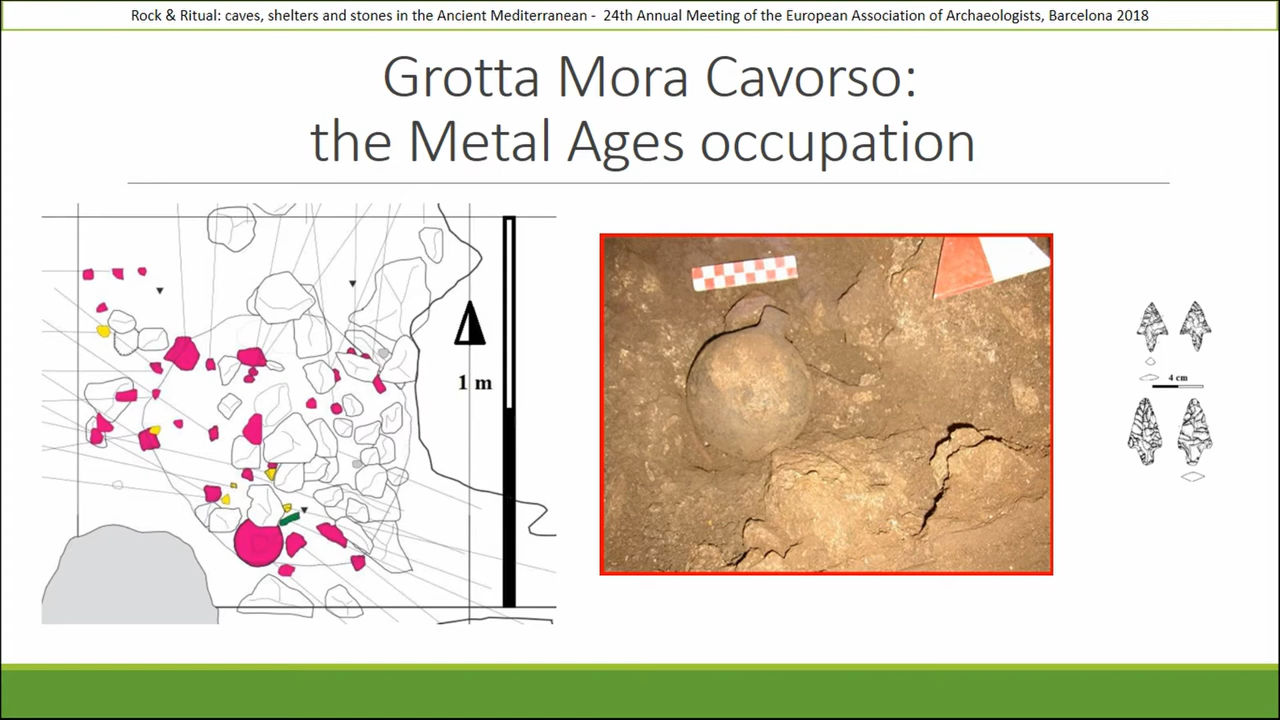 Rock & Ritual: caves, shelters and stones in the Ancient Mediterranean - 24th Annual Meeting of the European Association of Archaeologists, Barcelona 2018
Grotta Mora Cavorso:
the Metal Ages occupation
1 m
4 cm